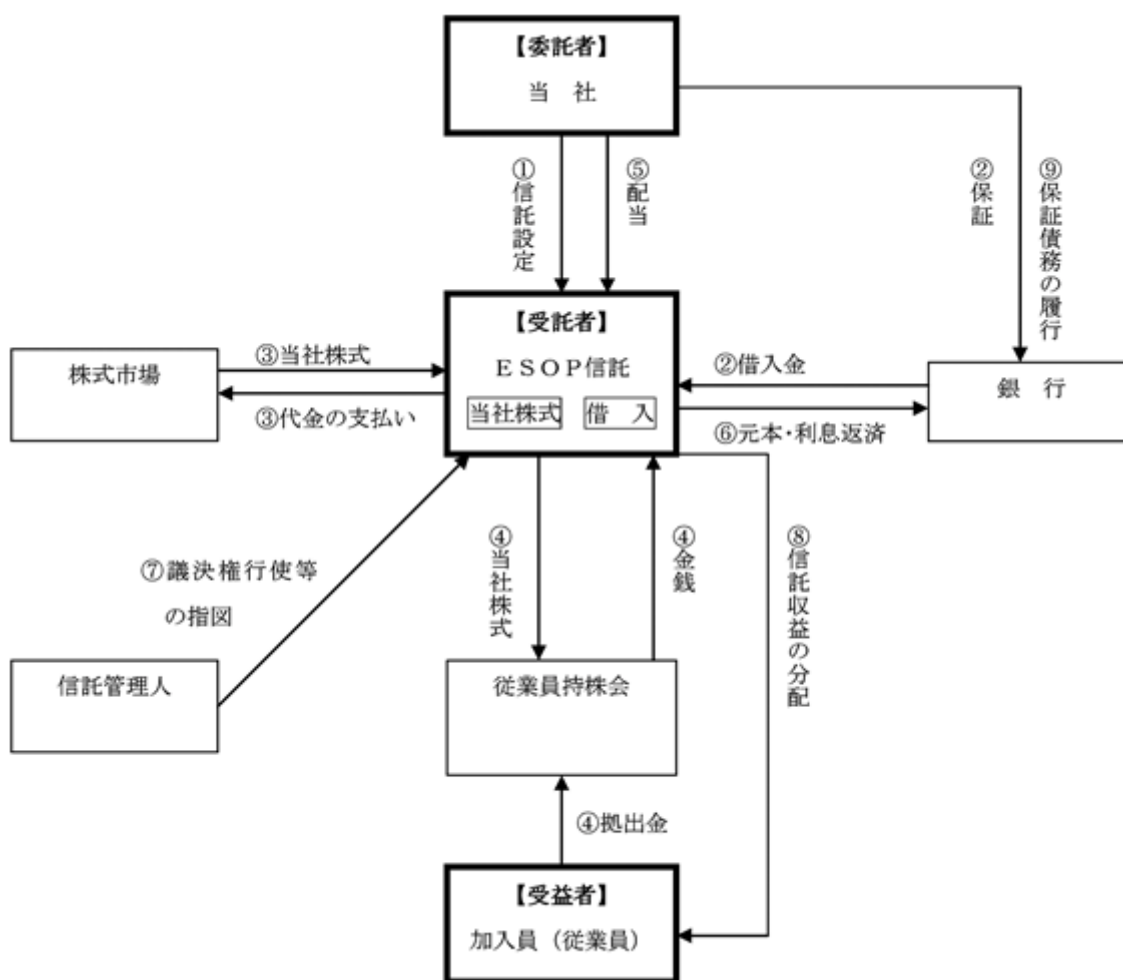 【委託者】
当 社
①信託設定
⑤配当
②保証
⑨保証債務の履行
【受託者】
ESOP信託
当社株式
借 入
株式市場
③当社株式
③代金の支払い
②借入金
⑥元本・利息返済
銀 行
⑦議決権行使等
の指図
④当社株式
④金銭
⑧信託収益の分配
信託管理人
従業員持株会
④拠出金
【受益者】
加入員（従業員）